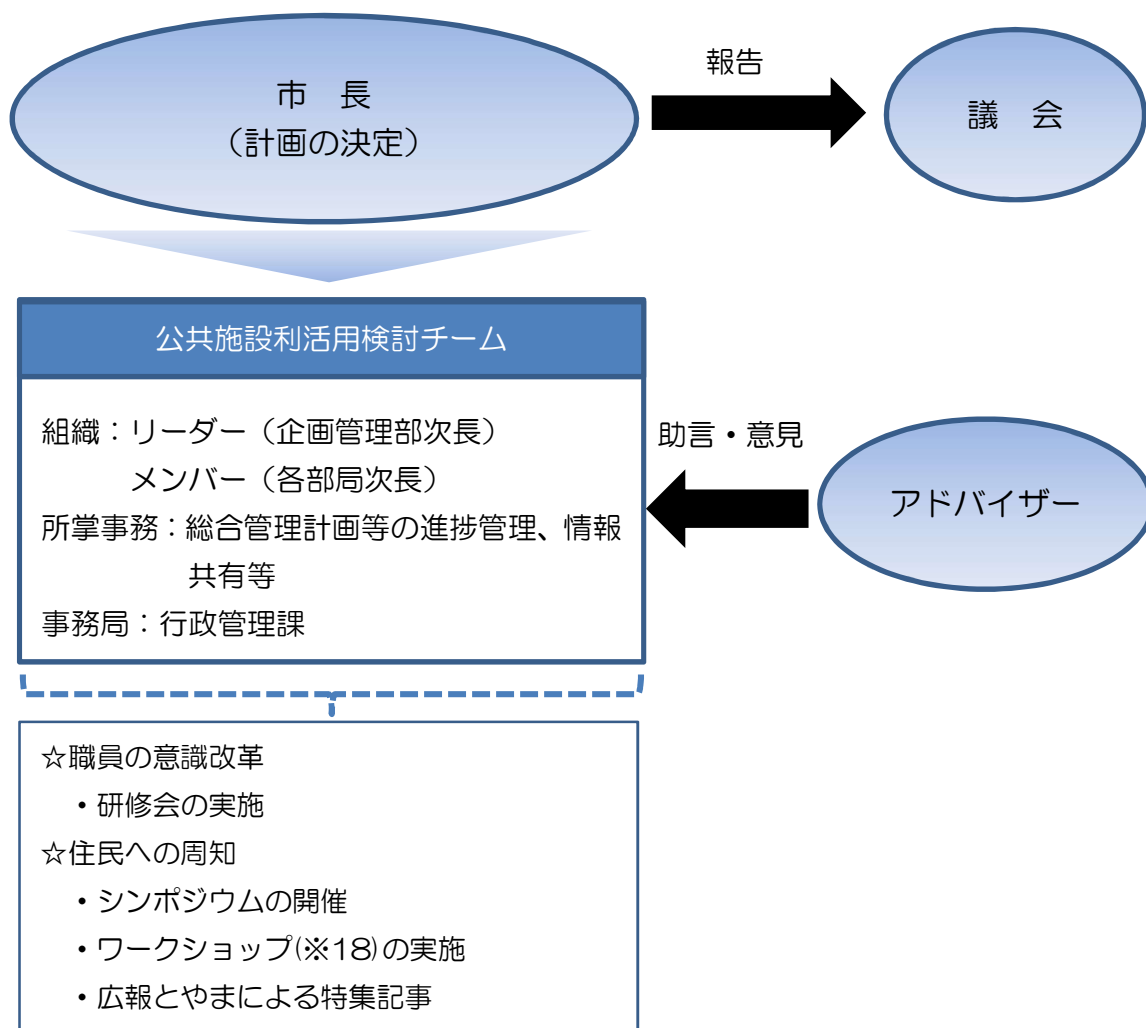 市　長
（計画の決定）
報告
議　会
公共施設利活用検討チーム
組織：リーダー（企画管理部次長）
メンバー（各部局次長）
所掌事務：総合管理計画等の進捗管理、情報
共有等
事務局：行政管理課
助言・意見
アドバイザー
☆職員の意識改革
・研修会の実施
☆住民への周知
・シンポジウムの開催
・ワークショップ(※18)の実施
・広報とやまによる特集記事